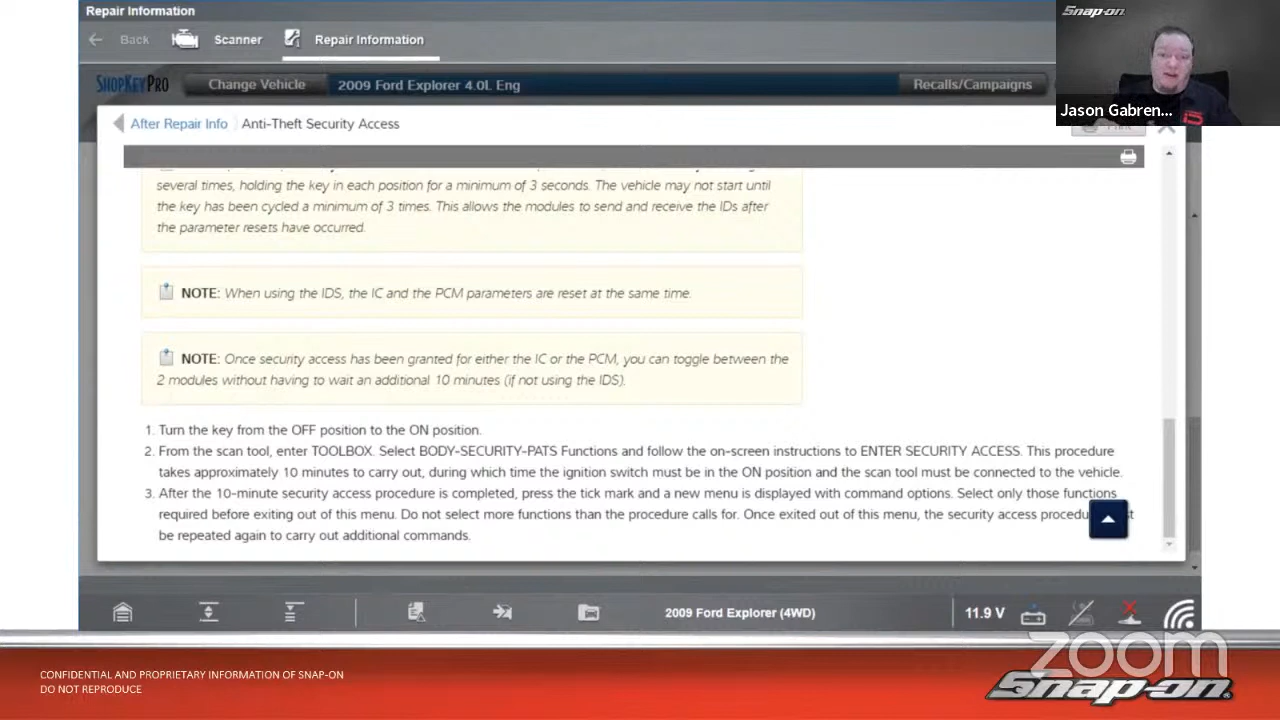 Repair Information
Snap-on
Back
Scanner
Repair Information
SHOPKEYPRO
Change Vehicle
2009 Ford Explorer 4.0L Eng
Recalls/Campaigns
Jason Gabren...
After Repair Info
Anti-Theft Security Access
Print
several times, holding the key in each position for a minimum of 3 seconds. The vehicle may not start until
the key has been cycled a minimum of 3 times. This allows the modules to send and receive the IDs after
the parameter resets have occurred.
NOTE: When using the IDS, the IC and the PCM parameters are reset at the same time.
NOTE: Once security access has been granted for either the IC or the PCM, you can toggle between the
2 modules without having to wait an additional 10 minutes (if not using the IDS).
1. Turn the key from the OFF position to the ON position.
2. From the scan tool, enter TOOLBOX. Select BODY-SECURITY-PATS Functions and follow the on-screen instructions to ENTER SECURITY ACCESS. This procedure
takes approximately 10 minutes to carry out, during which time the ignition switch must be in the ON position and the scan tool must be connected to the vehicle.
3. After the 10-minute security access procedure is completed, press the tick mark and a new menu is displayed with command options. Select only those functions
required before exiting out of this menu. Do not select more functions than the procedure calls for. Once exited out of this menu, the security access procedu st
be repeated again to carry out additional commands.
2009 Ford Explorer (4WD)
11.9 V
zoom
CONFIDENTIAL AND PROPRIETARY INFORMATION OF SNAP-ON
DO NOT REPRODUCE
Snap-on